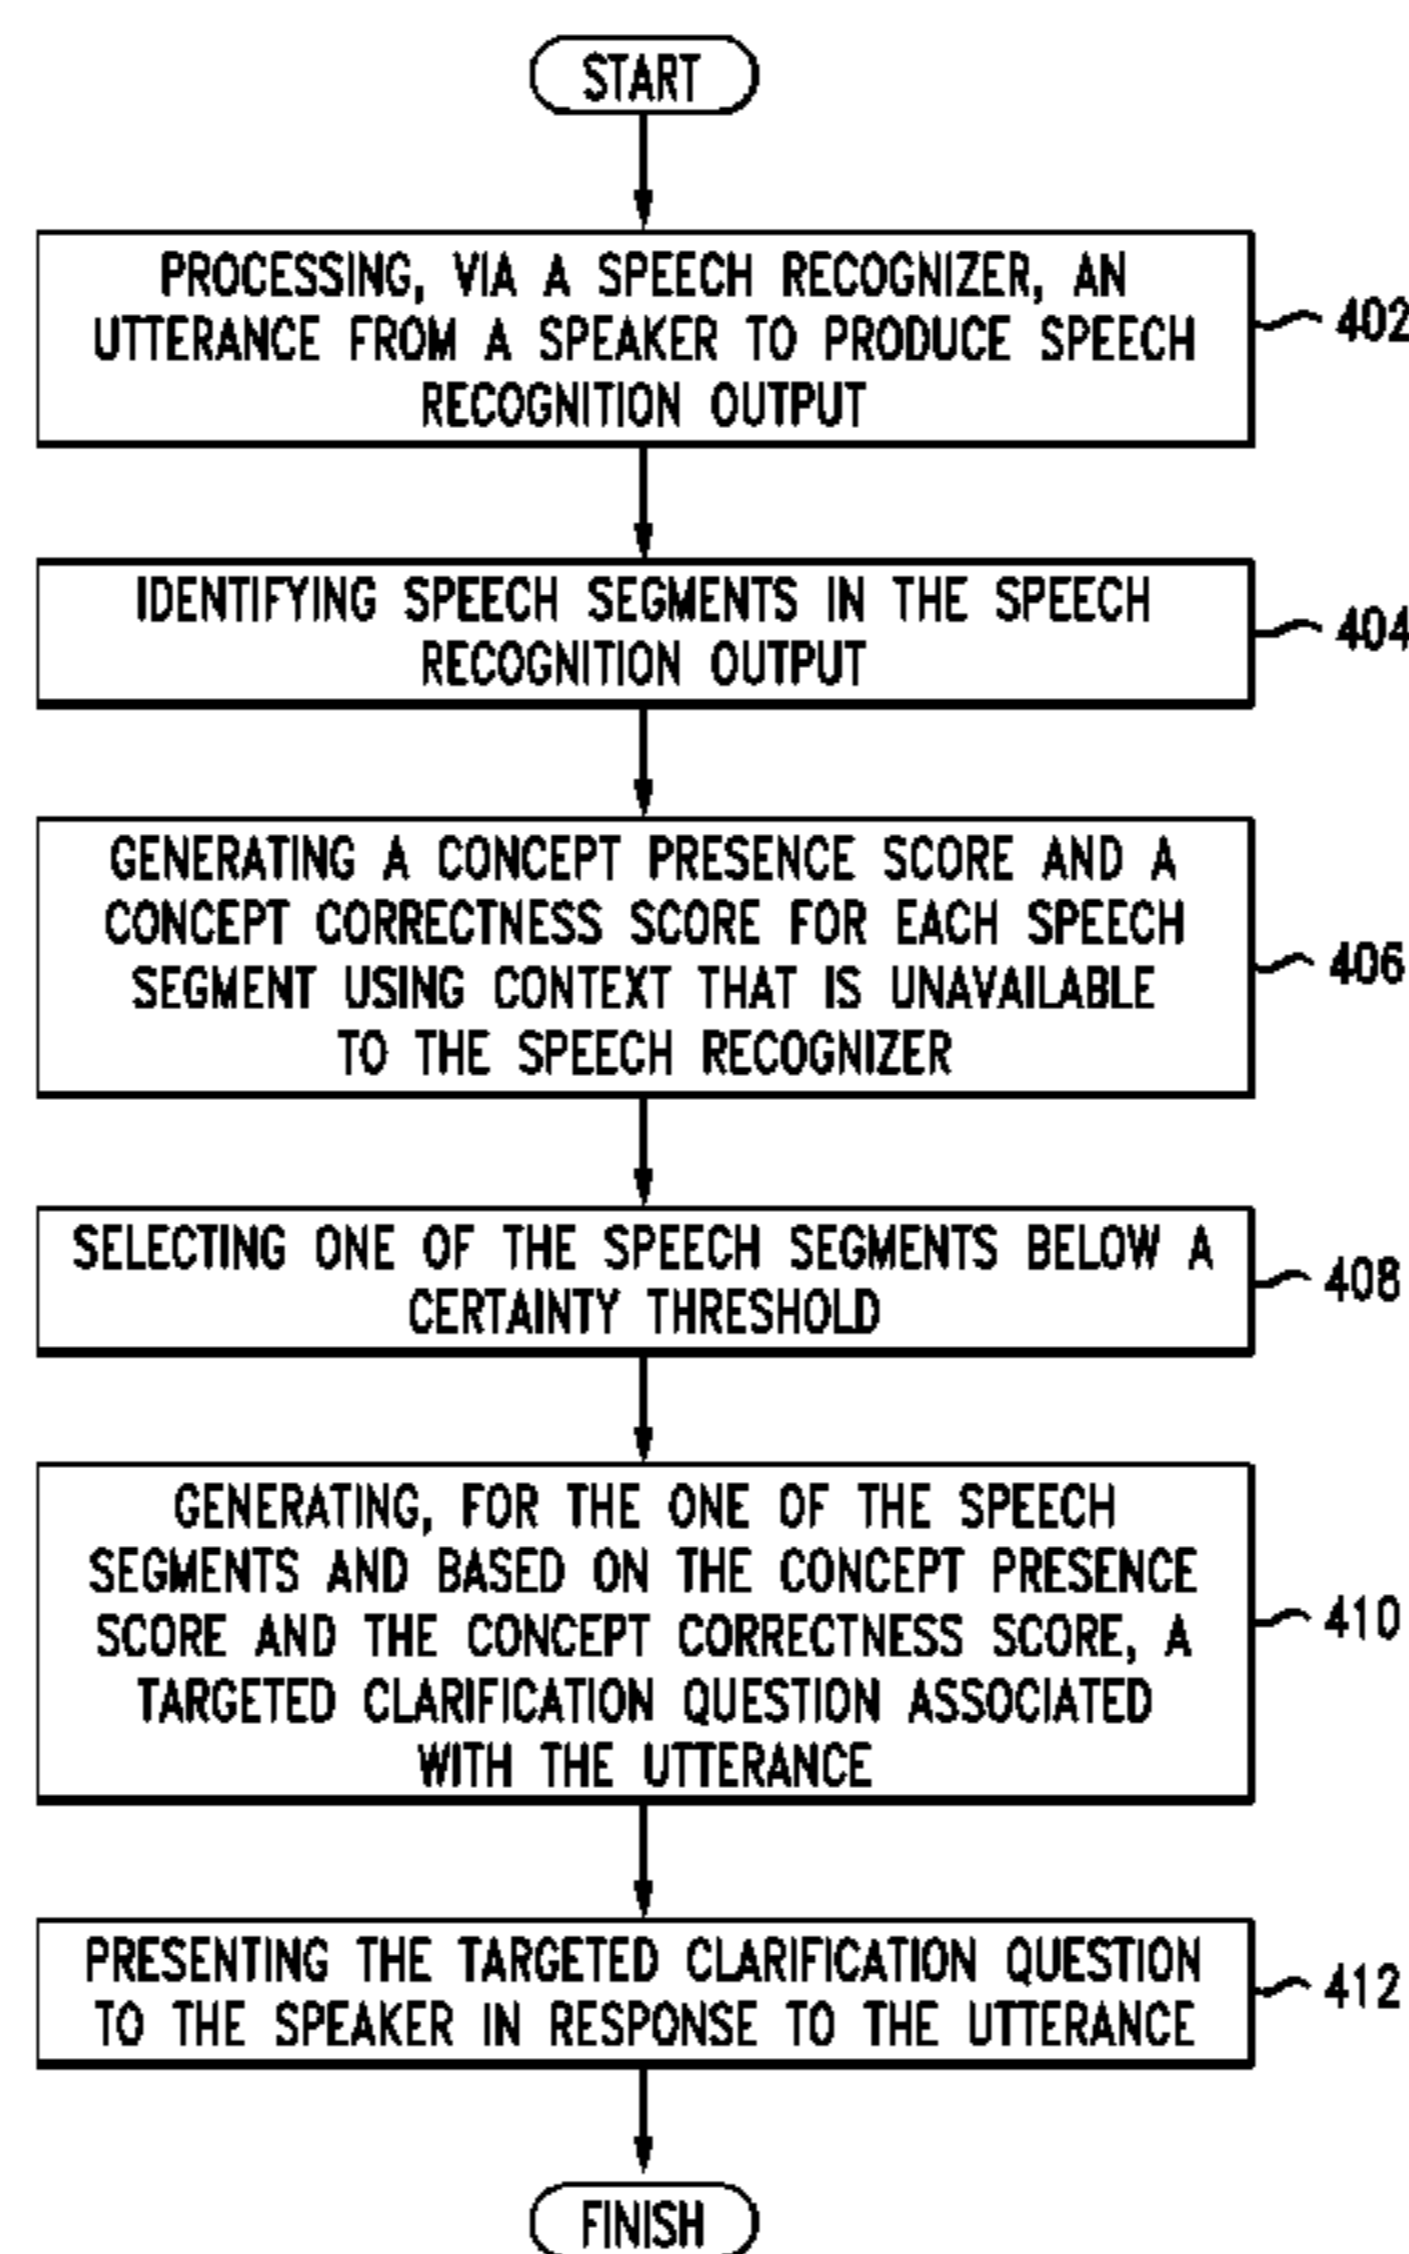 START
PROCESSING, VIA A SPEECH RECOGNIZER, AN
UTTERANCE FROM A SPEAKER TO PRODUCE SPEECH
RECOGNITION OUTPUT
402
IDENTIFYING SPEECH SEGMENTS IN THE SPEECH
RECOGNITION OUTPUT
404
GENERATING A CONCEPT PRESENCE SCORE AND A
CONCEPT CORRECTNESS SCORE FOR EACH SPEECH
SEGMENT USING CONTEXT THAT IS UNAVAILABLE
TO THE SPEECH RECOGNIZER
406
SELECTING ONE OF THE SPEECH SEGMENTS BELOW A
CERTAINTY THRESHOLD
408
GENERATING, FOR THE ONE OF THE SPEECH
SEGMENTS AND BASED ON THE CONCEPT PRESENCE
SCORE AND THE CONCEPT CORRECTNESS SCORE, A
TARGETED CLARIFICATION QUESTION ASSOCIATED
WITH THE UTTERANCE
410
PRESENTING THE TARGETED CLARIFICATION QUESTION
TO THE SPEAKER IN RESPONSE TO THE UTTERANCE
412
FINISH